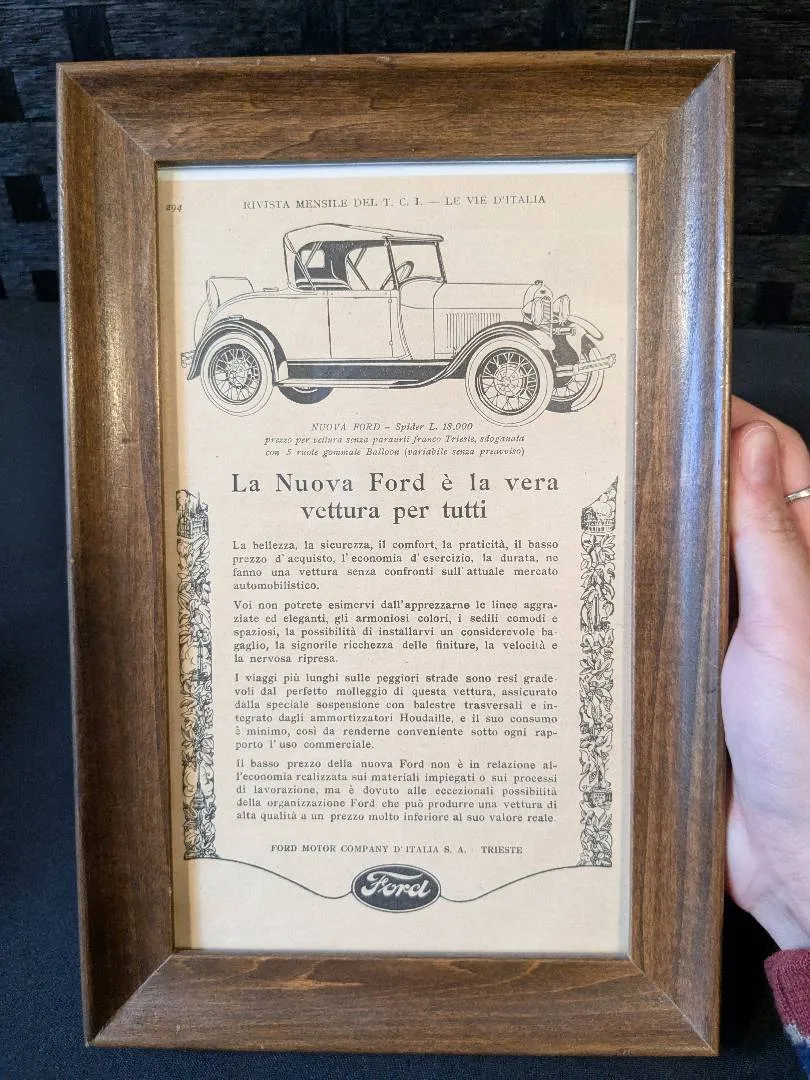 294
RIVISTA MENSILE DEL T. C. I. — LE VIE D'ITALIA
NUOVA FORD - Spider L. 18.000
prezzo per vettura senza paraurti franco Trieste, sdoganata
con 5 ruote gommate Balloon (variabile senza preavviso)
La Nuova Ford è la vera
vettura per tutti
La bellezza, la sicurezza, il comfort, la praticità, il basso
prezzo d'acquisto, l'economia d'esercizio, la durata, ne
fanno una vettura senza confronti sull'attuale mercato
automobilistico.
Voi non potrete esimervi dall'apprezzarne le linee aggra-
ziate ed eleganti, gli armoniosi colori, i sedili comodi e
spaziosi, la possibilità di installarvi un considerevole ba-
gaglio, la signorile ricchezza delle finiture, la velocità e
la nervosa ripresa.
I viaggi più lunghi sulle peggiori strade sono resi grade-
voli dal perfetto molleggio di questa vettura, assicurato
dalla speciale sospensione con balestre trasversali e in-
tegrato dagli ammortizzatori Houdaille, e il suo consumo
è minimo, così da renderne conveniente sotto ogni rap-
porto l'uso commerciale.
Il basso prezzo della nuova Ford non è in relazione al-
l'economia realizzata sui materiali impiegati o sui processi
di lavorazione, ma è dovuto alle eccezionali possibilità
della organizzazione Ford che può produrre una vettura di
alta qualità a un prezzo molto inferiore al suo valore reale.
FORD MOTOR COMPANY D'ITALIA S. A. - TRIESTE
Ford